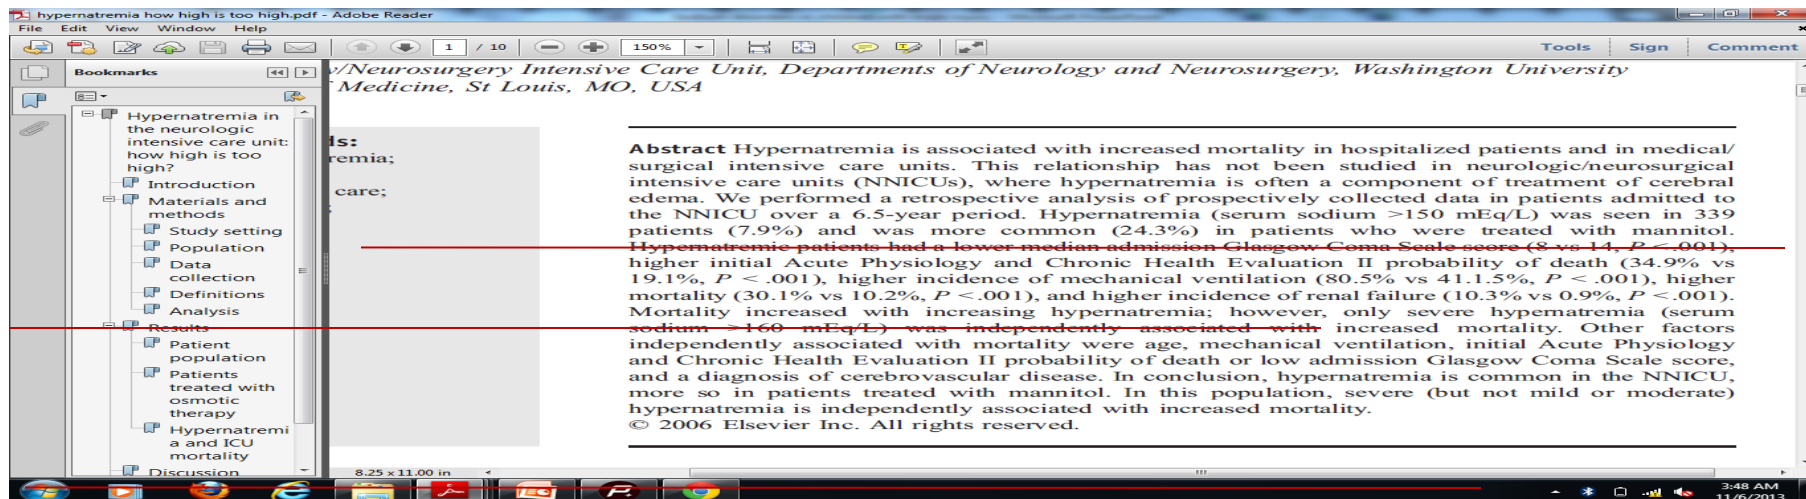 hypernatremia how high is too high.pdf - Adobe Reader
File Edit View Window Help
1 / 10 150% Tools Sign Comment
Bookmarks
Hypernatremia in
the neurologic
intensive care unit:
how high is too
high?
Introduction
Materials and
methods
Study setting
Population
Data
collection
Definitions
Analysis
Results
Patient
population
Patients
treated with
osmotic
therapy
Hypernatremi
a and ICU
mortality
Discussion
y/Neurosurgery Intensive Care Unit, Departments of Neurology and Neurosurgery, Washington University
Medicine, St Louis, MO, USA
ds:
remia;
care;
Abstract Hypernatremia is associated with increased mortality in hospitalized patients and in medical/
surgical intensive care units. This relationship has not been studied in neurologic/neurosurgical
intensive care units (NNICUs), where hypernatremia is often a component of treatment of cerebral
edema. We performed a retrospective analysis of prospectively collected data in patients admitted to
the NNICU over a 6.5-year period. Hypernatremia (serum sodium >150 mEq/L) was seen in 339
patients (7.9%) and was more common (24.3%) in patients who were treated with mannitol.
Hypernatremic patients had a lower median admission Glasgow Coma Scale score (8 vs 14, P < .001),
higher initial Acute Physiology and Chronic Health Evaluation II probability of death (34.9% vs
19.1%, P < .001), higher incidence of mechanical ventilation (80.5% vs 41.1.5%, P < .001), higher
mortality (30.1% vs 10.2%, P < .001), and higher incidence of renal failure (10.3% vs 0.9%, P < .001).
Mortality increased with increasing hypernatremia; however, only severe hypernatremia (serum
sodium >160 mEq/L) was independently associated with increased mortality. Other factors
independently associated with mortality were age, mechanical ventilation, initial Acute Physiology
and Chronic Health Evaluation II probability of death or low admission Glasgow Coma Scale score,
and a diagnosis of cerebrovascular disease. In conclusion, hypernatremia is common in the NNICU,
more so in patients treated with mannitol. In this population, severe (but not mild or moderate)
hypernatremia is independently associated with increased mortality.
© 2006 Elsevier Inc. All rights reserved.
8.25 x 11.00 in
3:48 AM
11/6/2013